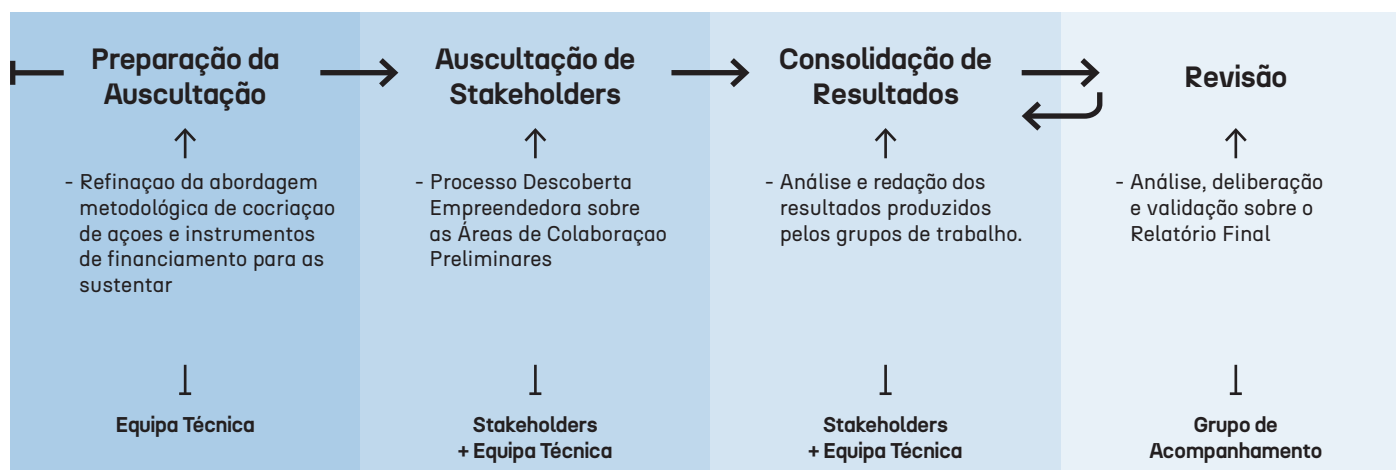 Preparação da
Auscultação
- Refinaçao da abordagem
metodológica de cocriaçao
de açoes e instrumentos
de financiamento para as
sustentar
Equipa Técnica
Auscultação de
Stakeholders
- Processo Descoberta
Empreendedora sobre
as Áreas de Colaboraçao
Preliminares
Stakeholders
+ Equipa Técnica
Consolidação de
Resultados
- Análise e redação dos
resultados produzidos
pelos grupos de trabalho.
Stakeholders
+ Equipa Técnica
Revisão
- Análise, deliberação
e validação sobre o
Relatório Final
Grupo de
Acompanhamento